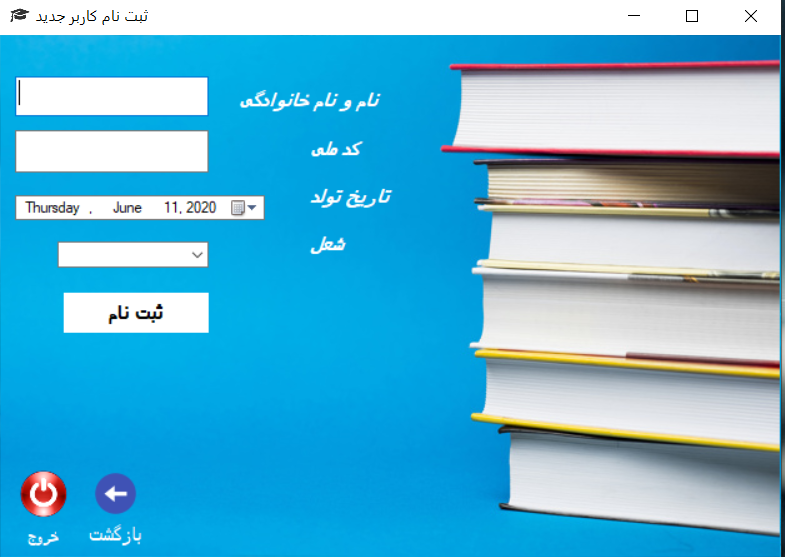 ثبت نام کاربر جدید
نام و نام خانوادگی
کد ملی
تاریخ تولد
Thursday , June 11, 2020
شعل
ثبت نام
خروج
بازگشت